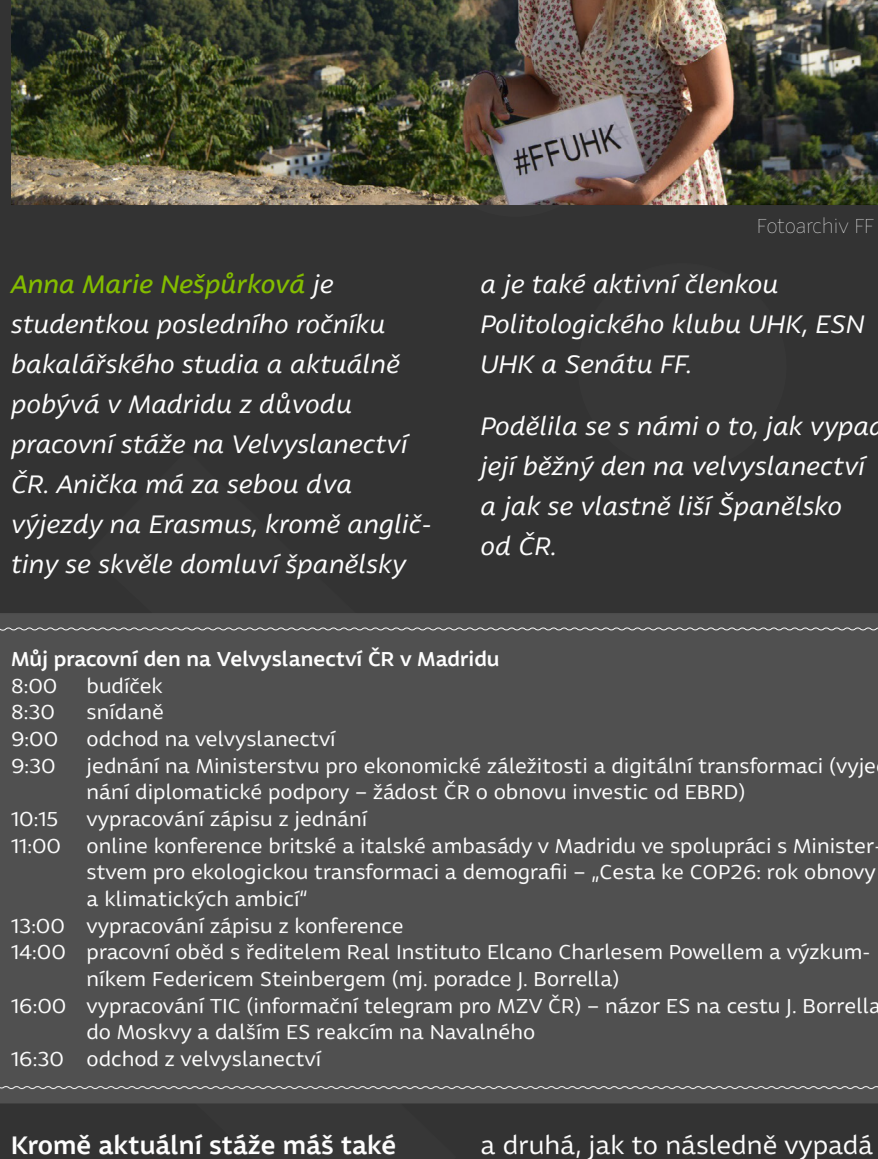 #FFUHK
Fotoarchiv FF
Anna Marie Nešpůrková je
studentkou posledního ročníku
bakalářského studia a aktuálně
pobývá v Madridu z důvodu
pracovní stáže na Velvyslanectví
ČR. Anička má za sebou dva
výjezdy na Erasmus, kromě anglič-
tiny se skvěle domluví španělsky
a je také aktivní členkou
Politologického klubu UHK, ESN
UHK a Senátu FF.
Podělila se s námi o to, jak vypad
její běžný den na velvyslanectví
a jak se vlastně liší Španělsko
od ČR.
Můj pracovní den na Velvyslanectví ČR v Madridu
8:00 budíček
8:30 snídaně
9:00 odchod na velvyslanectví
9:30 jednání na Ministerstvu pro ekonomické záležitosti a digitální transformaci (vyjed
nání diplomatické podpory – žádost ČR o obnovu investic od EBRD)
10:15 vypracování zápisu z jednání
11:00 online konference britské a italské ambasády v Madridu ve spolupráci s Minister-
stvem pro ekologickou transformaci a demografii – „Cesta ke COP26: rok obnovy
a klimatických ambicí"
13:00 vypracování zápisu z konference
14:00 pracovní oběd s ředitelem Real Instituto Elcano Charlesem Powellem a výzkum-
níkem Federicem Steinbergem (mj. poradce J. Borrella)
16:00 vypracování TIC (informační telegram pro MZV ČR) – názor ES na cestu J. Borrella
do Moskvy a dalším ES reakcím na Navalného
16:30 odchod z velvyslanectví
Kromě aktuální stáže máš také
a druhá, jak to následně vypadá